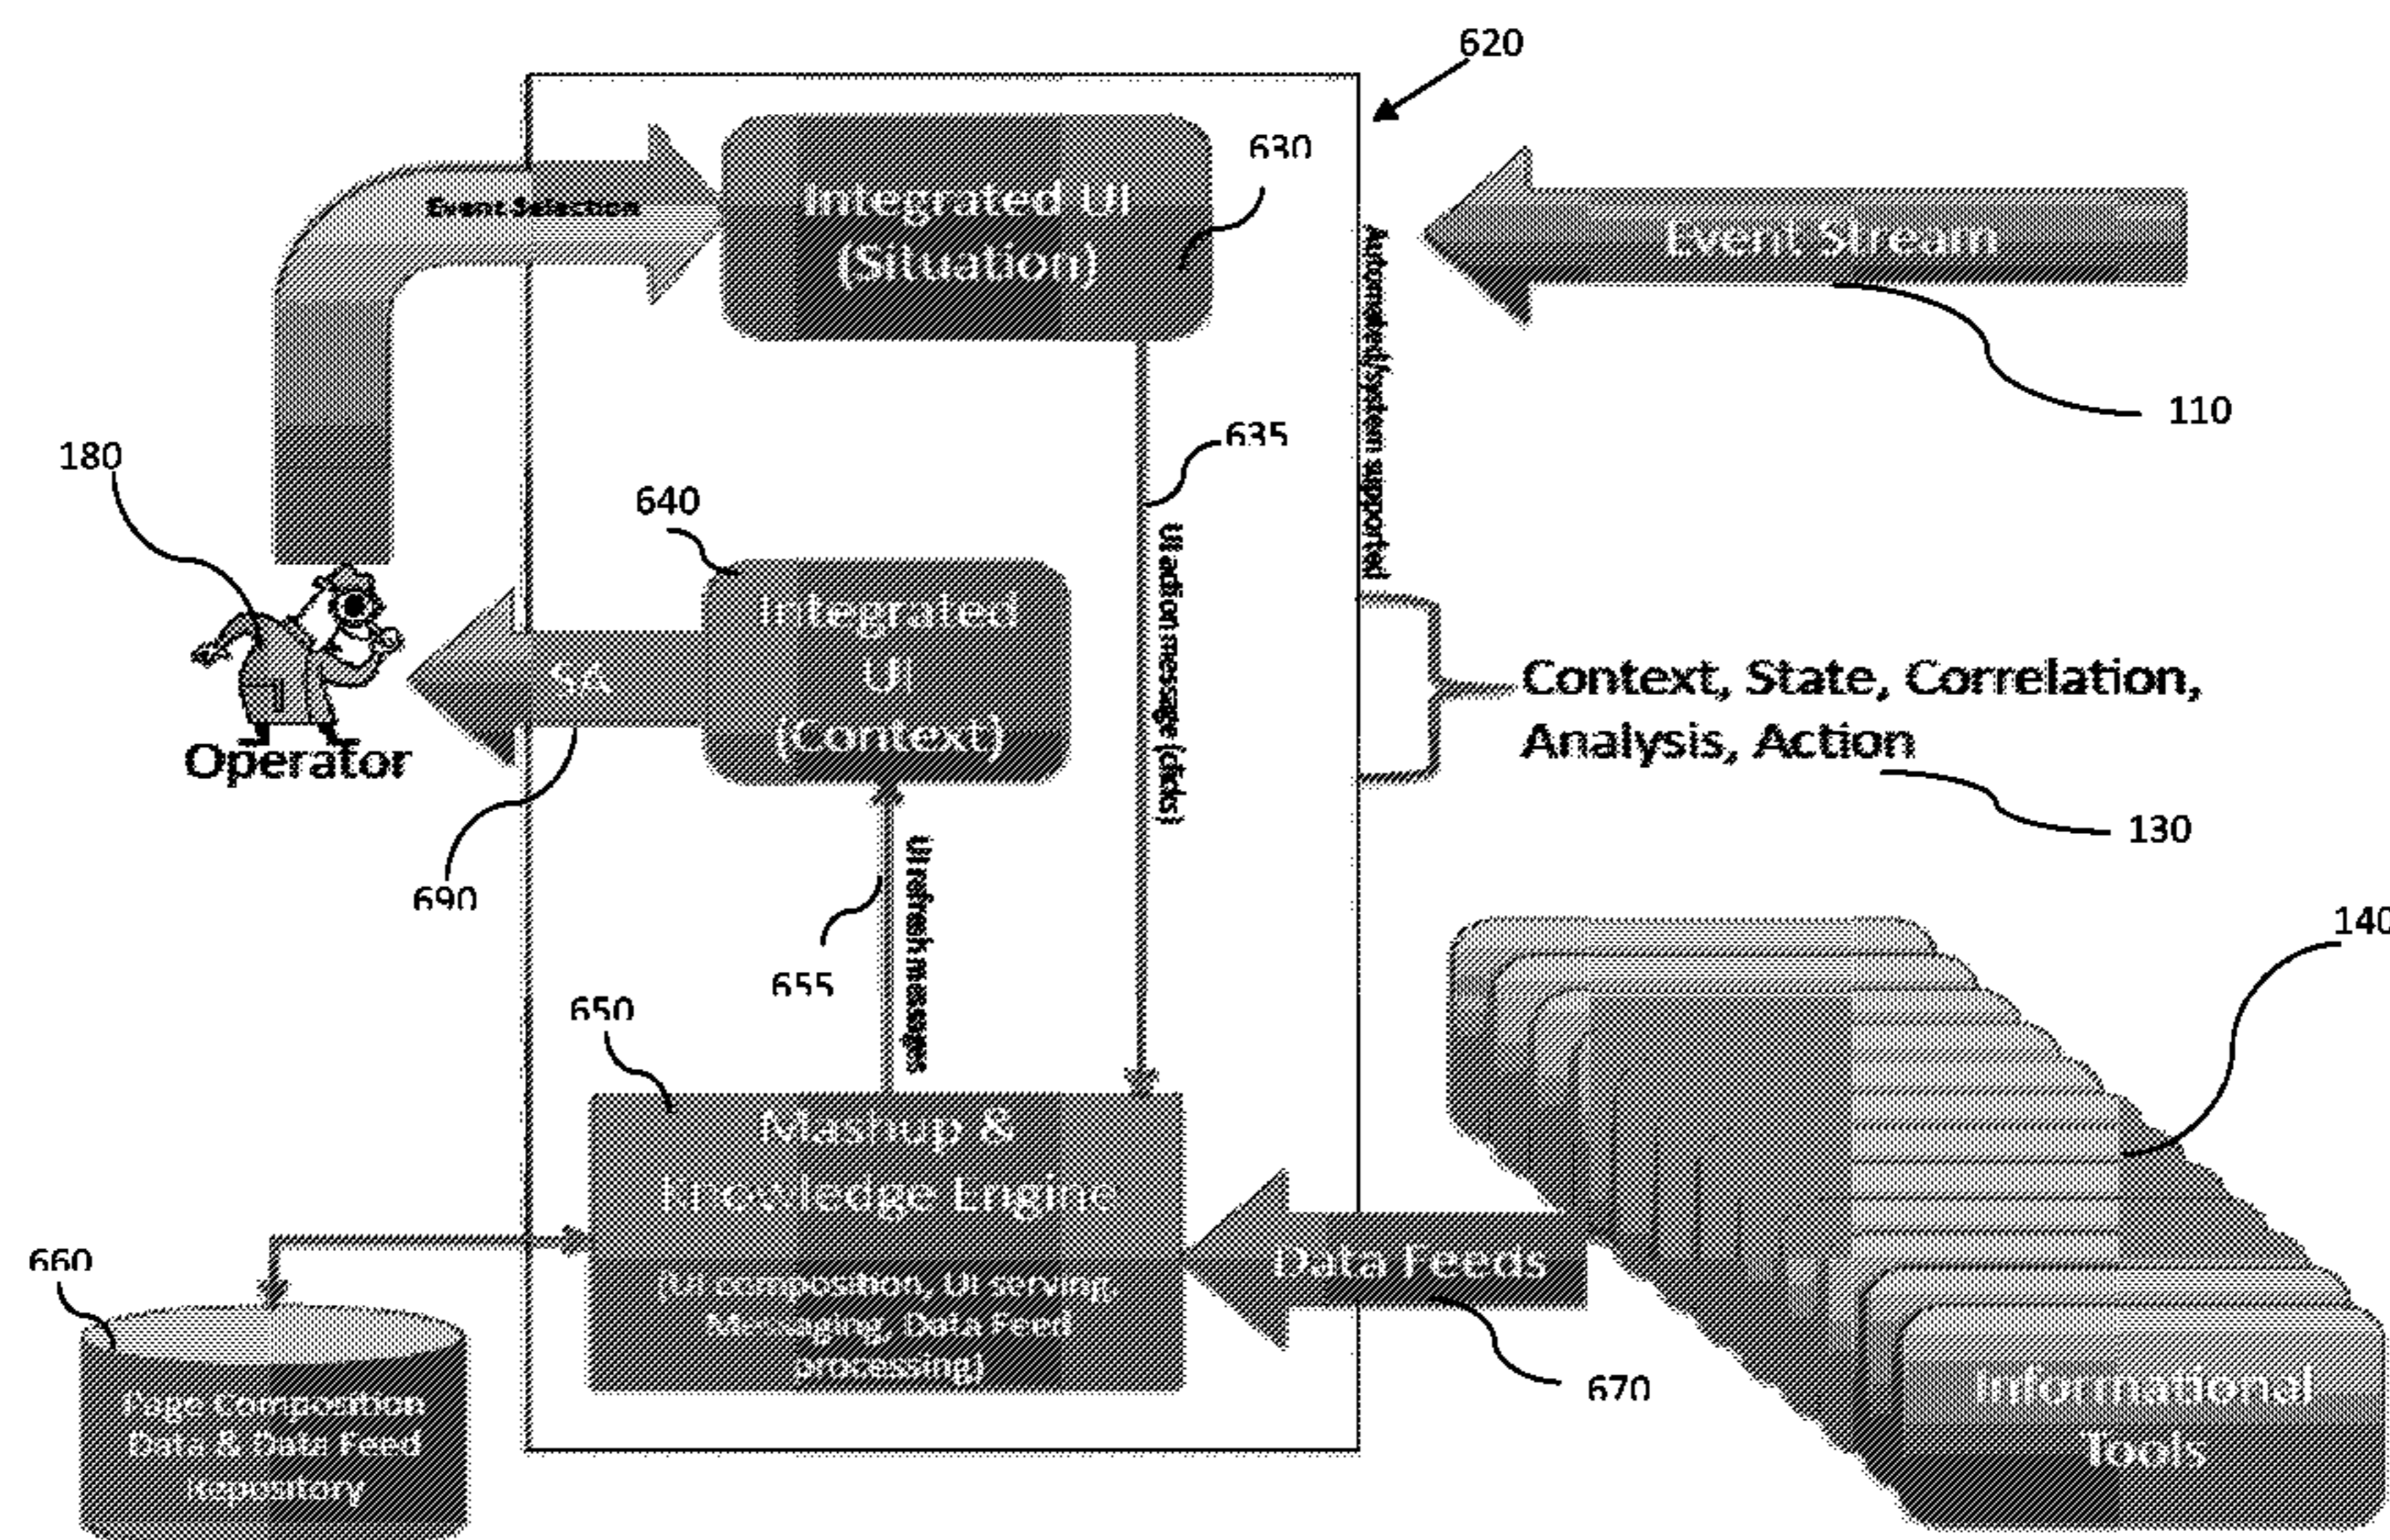 620
630
Integrated UI
(Situation)
Event Selection
Event Stream
Automated/system supported
110
635
180
640
UI action message (clicks)
Integrated
UI
(Context)
SA
Context, State, Correlation,
Analysis, Action
Operator
130
690
UI refresh messages
655
140
650
Mashup &
Knowledge Engine
(UI composition, UI serving,
Messaging, Data Feed
processing)
Data Feeds
660
670
Page Composition
Data & Data Feed
Repository
Informational
Tools